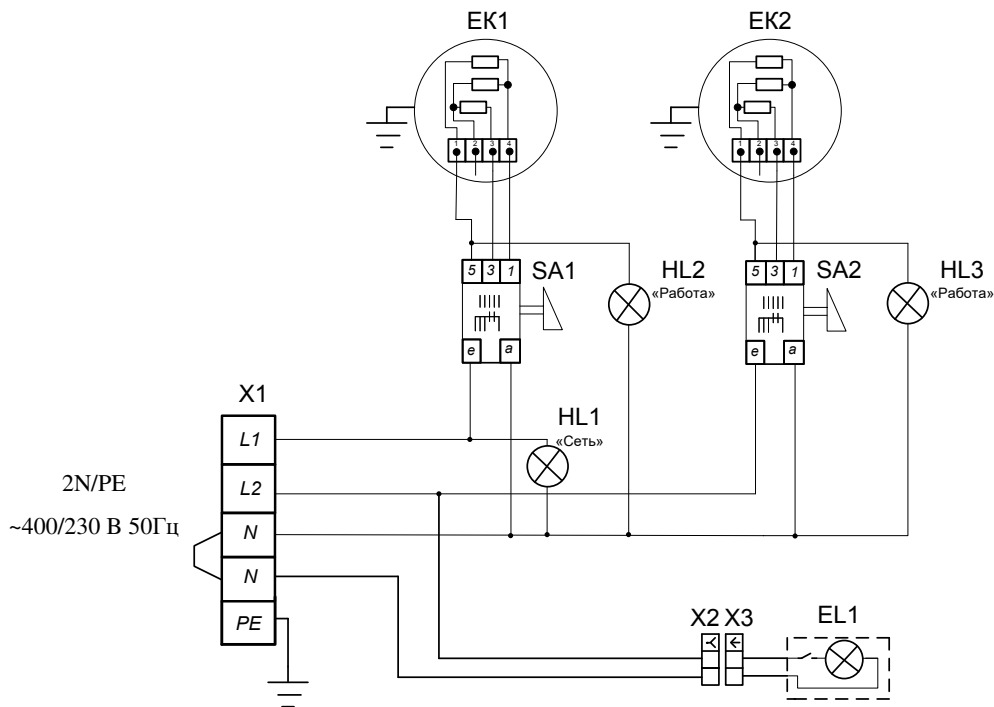 EK1
EK2
1 2 3 4
1 2 3 4
5 3 1
SA1
HL2
«Работа»
5 3 1
SA2
HL3
«Работа»
e a
e a
X1
HL1
«Сеть»
L1
L2
N
N
PE
2N/PE
~400/230 В 50Гц
X2 X3
EL1